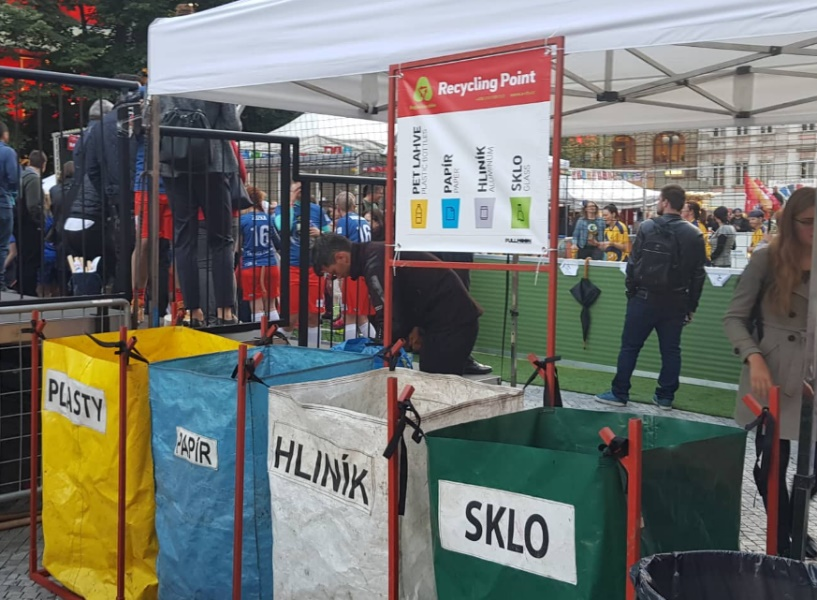 Recycling Point
PET LAHVE
PLASTIC BOTTLES
PAPÍR
PAPER
HLINÍK
ALUMINIUM
SKLO
GLASS
16
PLASTY
PAPÍR
HLINÍK
SKLO